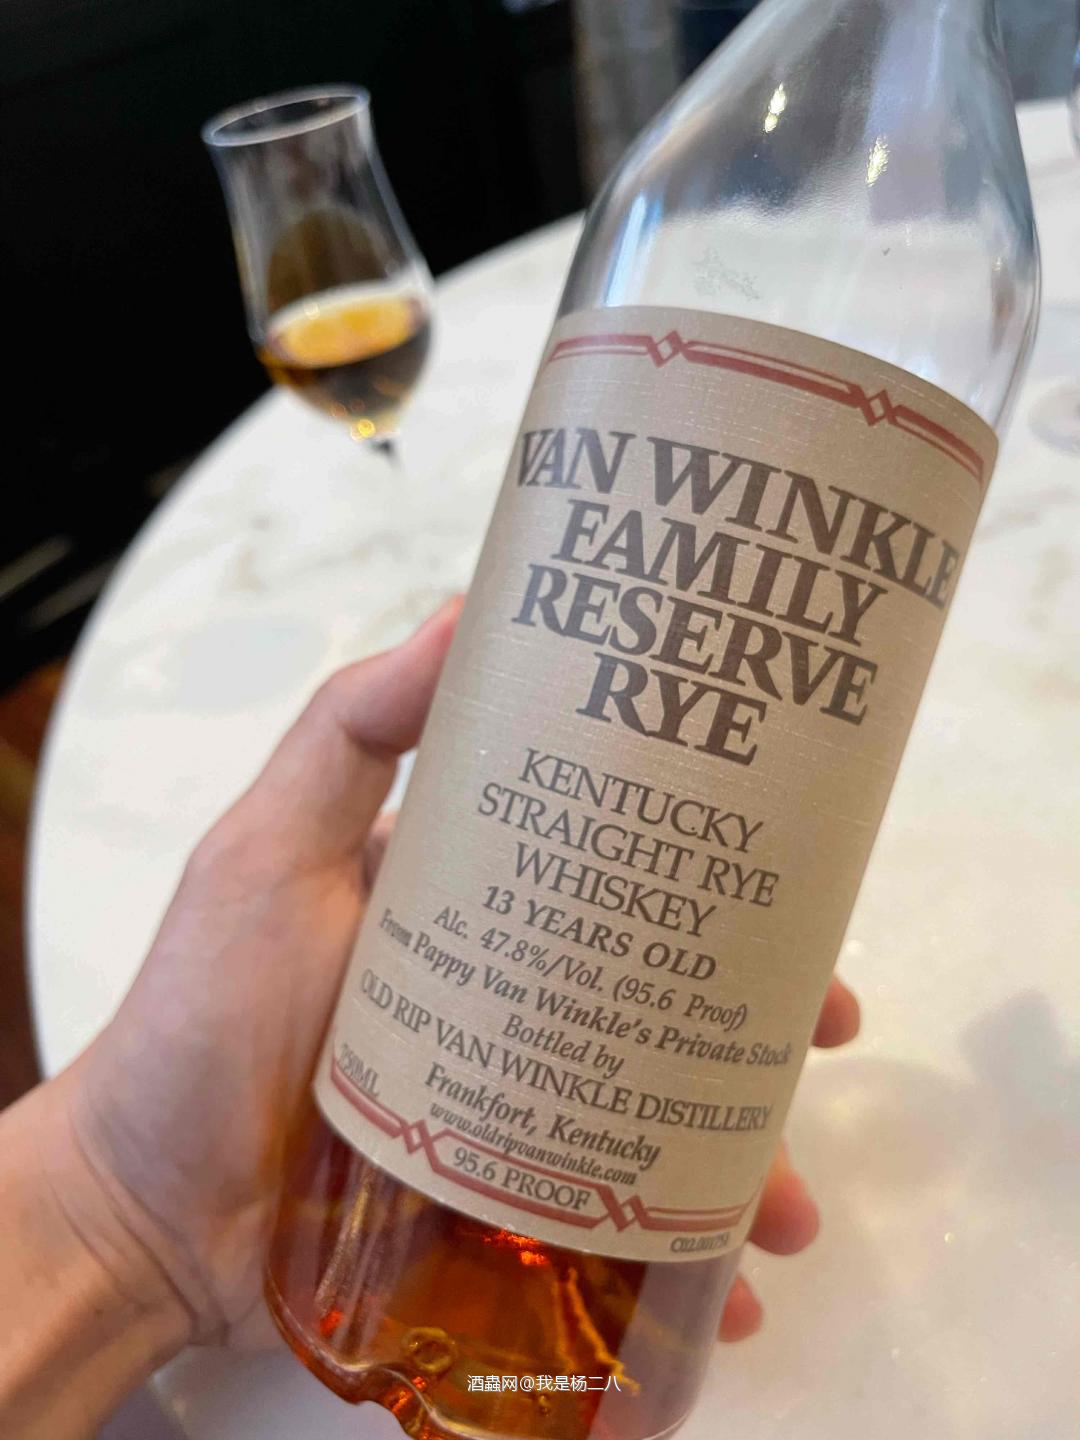 VAN WINKLE
FAMILY
RESERVE
RYE
KENTUCKY
STRAIGHT RYE
WHISKEY
13 YEARS OLD
Alc. 47.8%/Vol. (95.6 Proof)
From Pappy Van Winkle's Private Stock
Bottled by
OLD RIP VAN WINKLE DISTILLERY
Frankfort, Kentucky
750ML
www.oldripvanwinkle.com
95.6 PROOF
酒蟲网@我是杨二八